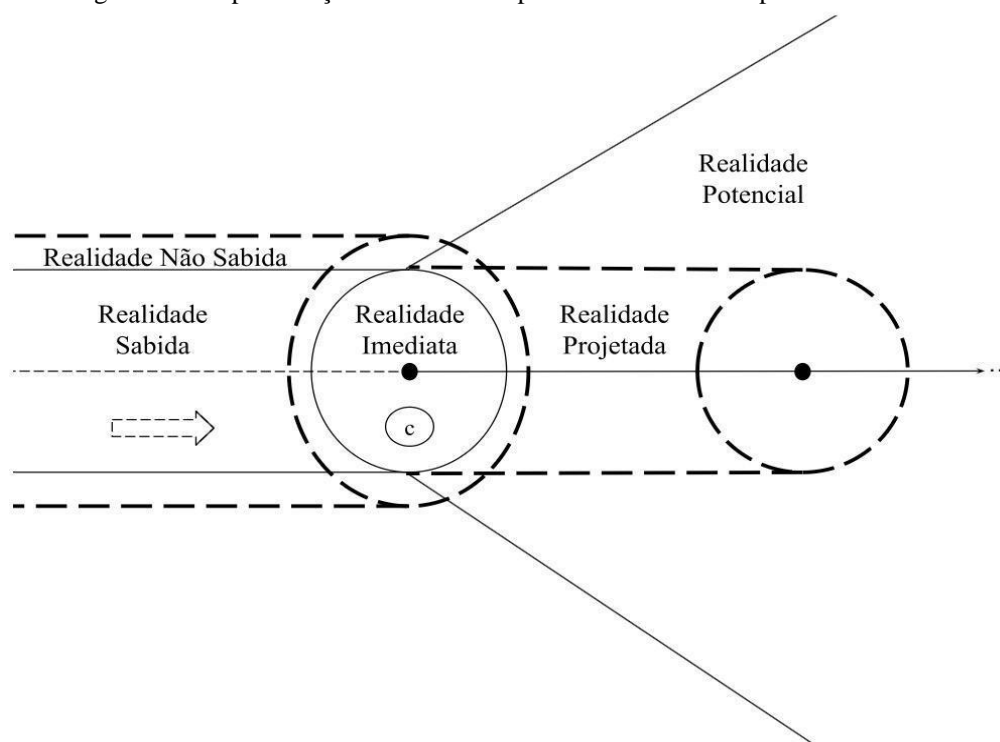 Realidade
Potencial
Realidade Não Sabida
Realidade
Sabida
Realidade
Imediata
Realidade
Projetada
c